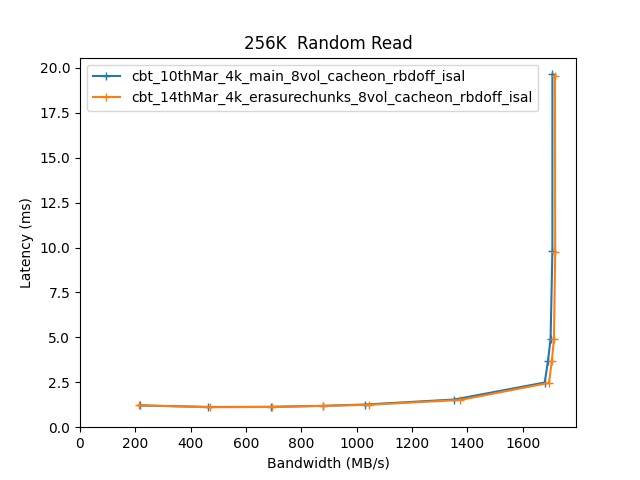 256K  Random Read
cbt_10thMar_4k_main_8vol_cacheon_rbdoff_isal
cbt_14thMar_4k_erasurechunks_8vol_cacheon_rbdoff_isal
20.0
17.5
15.0
12.5
10.0
7.5
5.0
2.5
0.0
Latency (ms)
0 200 400 600 800 1000 1200 1400 1600
Bandwidth (MB/s)